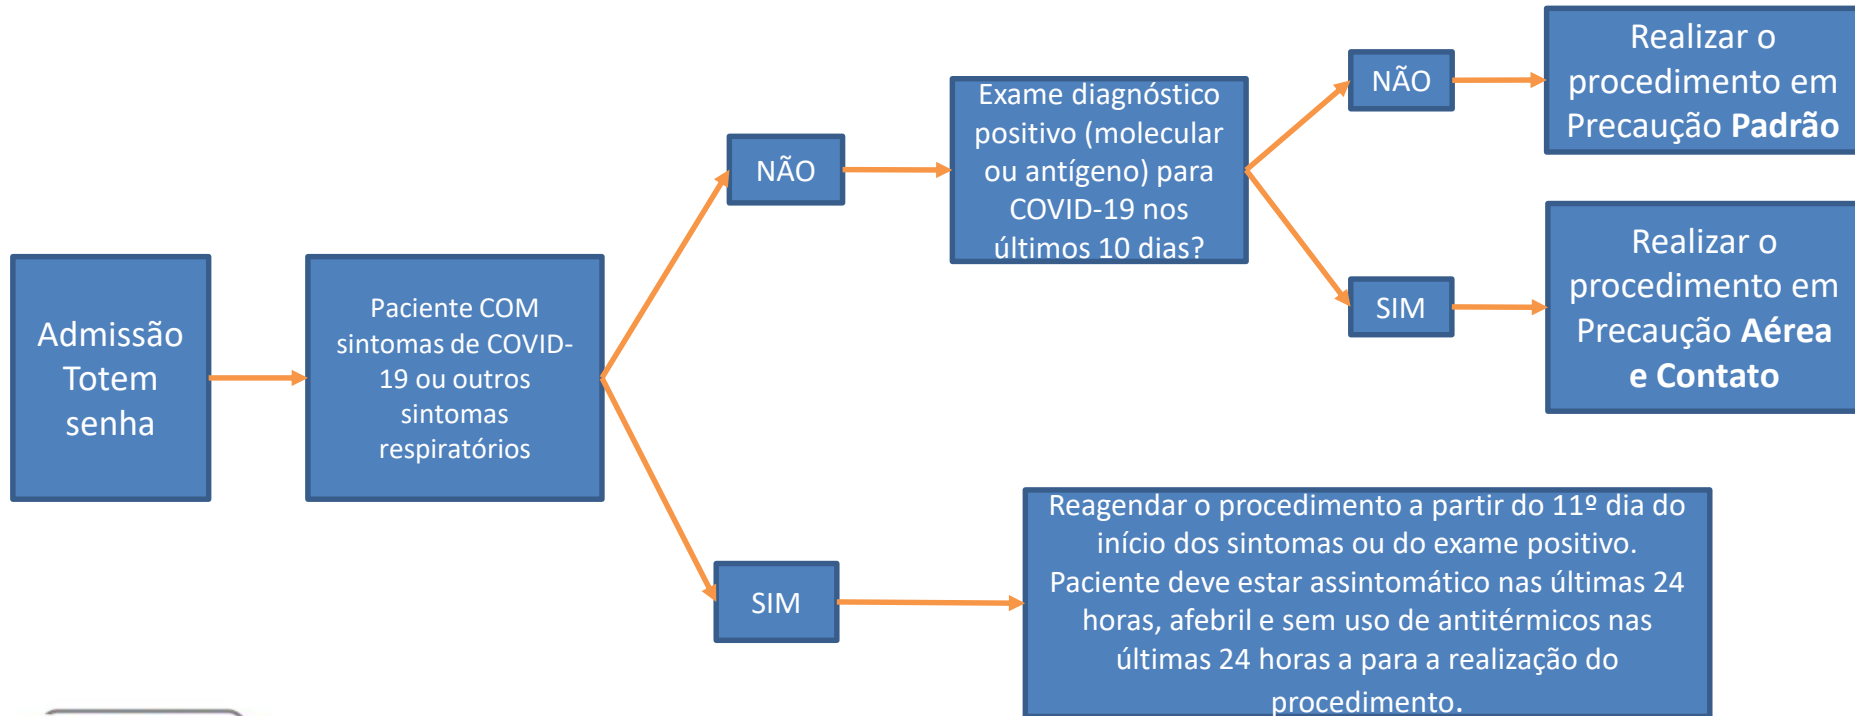 Admissão
Totem
senha
Paciente COM
sintomas de COVID-
19 ou outros
sintomas
respiratórios
NÃO
Exame diagnóstico
positivo (molecular
ou antígeno) para
COVID-19 nos
últimos 10 dias?
NÃO
Realizar o
procedimento em
Precaução Padrão
SIM
Realizar o
procedimento em
Precaução Aérea
e Contato
SIM
Reagendar o procedimento a partir do 11º dia do
início dos sintomas ou do exame positivo.
Paciente deve estar assintomático nas últimas 24
horas, afebril e sem uso de antitérmicos nas
últimas 24 horas a para a realização do
procedimento.